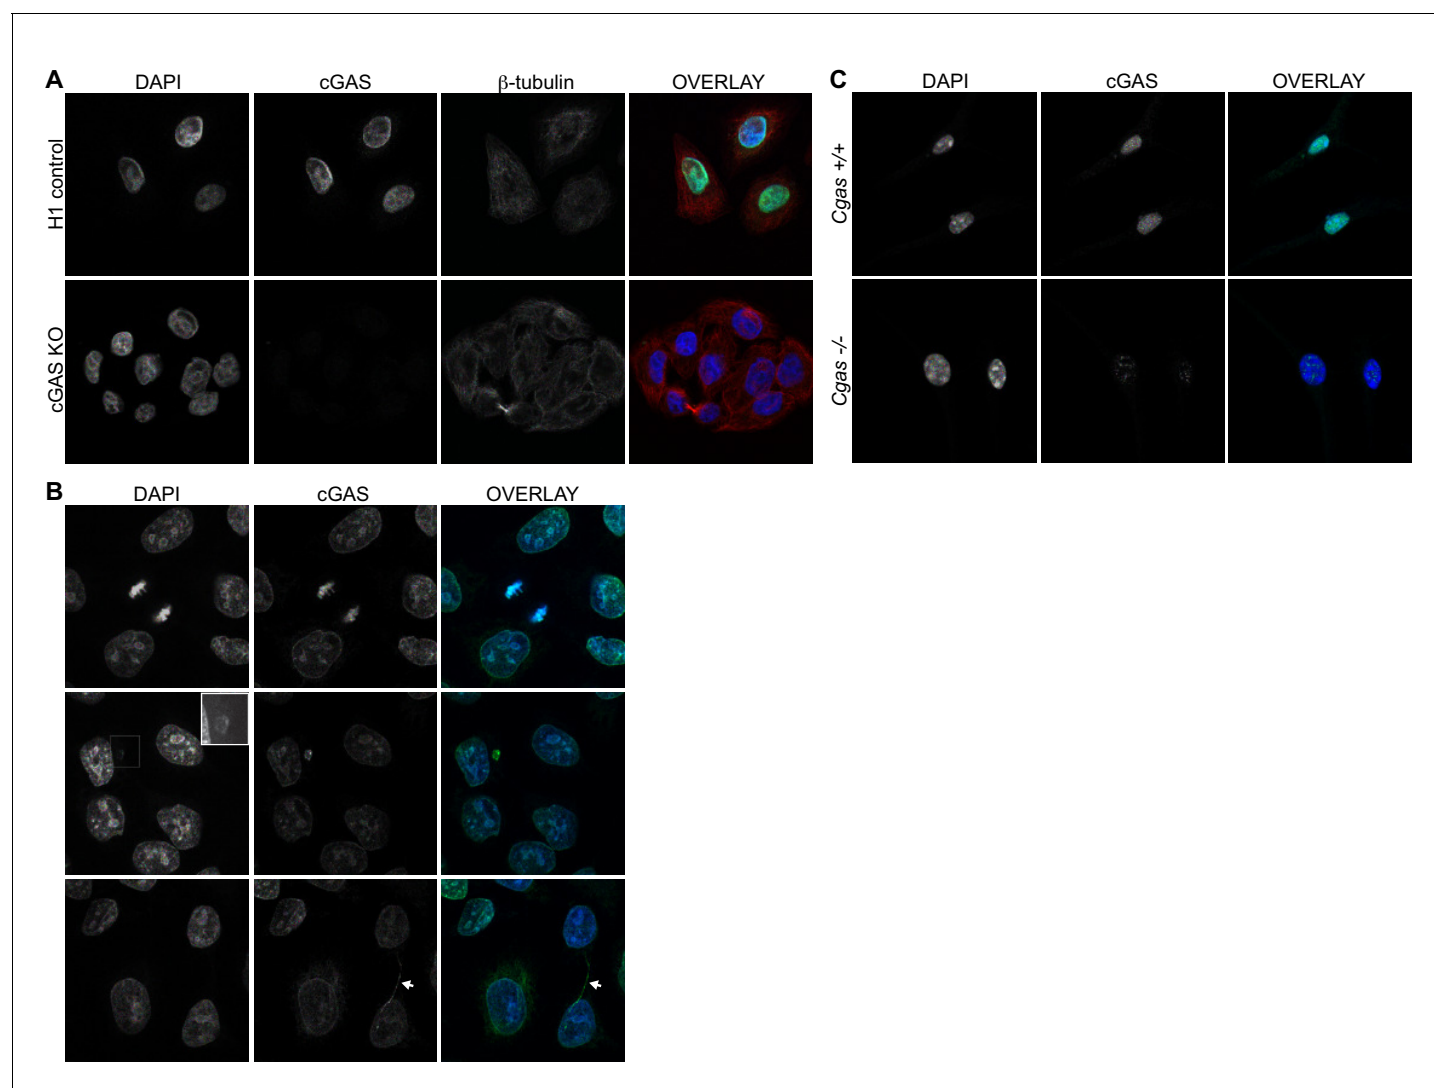 A
DAPI
cGAS
β-tubulin
OVERLAY
H1 control
cGAS KO
B
DAPI
cGAS
OVERLAY
C
DAPI
cGAS
OVERLAY
Cgas +/+
Cgas -/-